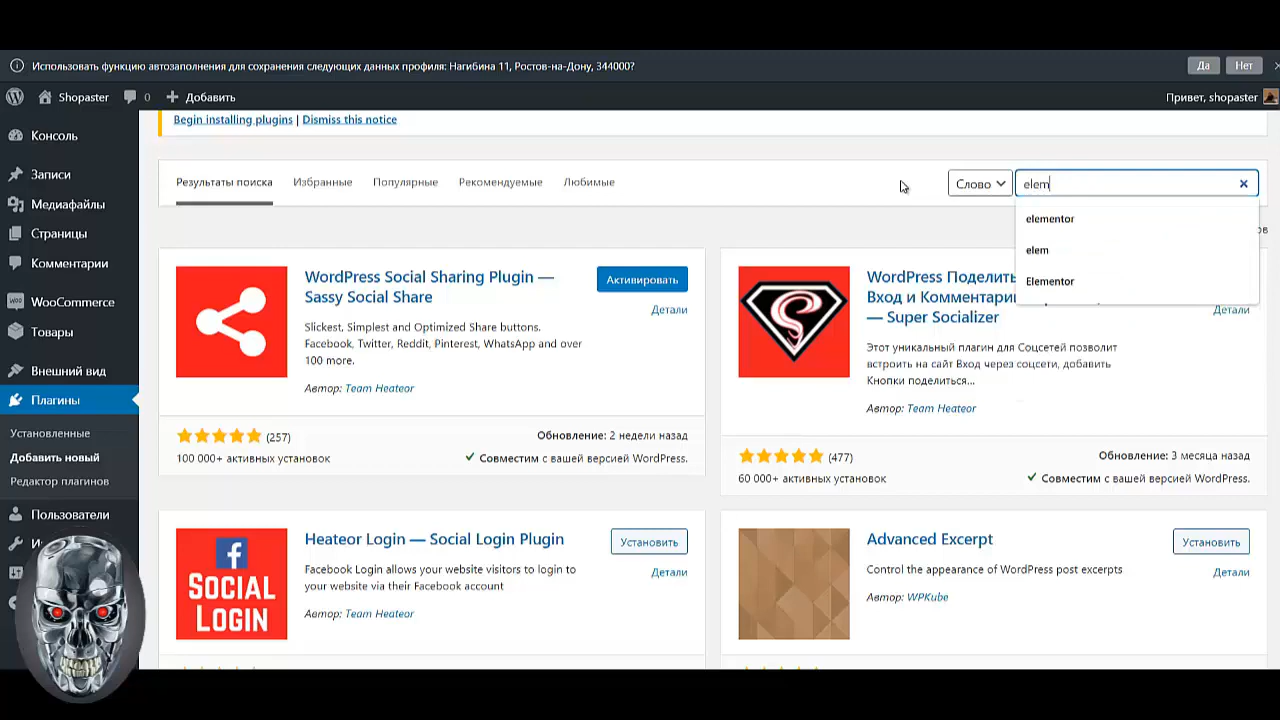 Использовать функцию автозаполнения для сохранения следующих данных профиля: Нагибина 11, Ростов-на-Дону, 344000?
Да
Нет
Shopaster
0
Добавить
Привет, shopaster
Begin installing plugins | Dismiss this notice
Консоль
Записи
Медиафайлы
Страницы
Комментарии
WooCommerce
Товары
Внешний вид
Плагины
Установленные
Добавить новый
Редактор плагинов
Пользователи
Результаты поиска
Избранные
Популярные
Рекомендуемые
Любимые
Слово
elem
elementor
elem
Elementor
WordPress Social Sharing Plugin —
Sassy Social Share
Активировать
Детали
Slickest, Simplest and Optimized Share buttons.
Facebook, Twitter, Reddit, Pinterest, WhatsApp and over
100 more.
Автор: Team Heateor
(257)
100 000+ активных установок
Обновление: 2 недели назад
Совместим с вашей версией WordPress.
WordPress Поделить
Вход и Комментари
— Super Socializer
Детали
Этот уникальный плагин для Соцсетей позволит
встроить на сайт Вход через соцсети, добавить
Кнопки поделиться...
Автор: Team Heateor
(477)
60 000+ активных установок
Обновление: 3 месяца назад
Совместим с вашей версией WordPress.
SOCIAL
LOGIN
Heateor Login — Social Login Plugin
Установить
Детали
Facebook Login allows your website visitors to login to
your website via their Facebook account
Автор: Team Heateor
Advanced Excerpt
Установить
Детали
Control the appearance of WordPress post excerpts
Автор: WPKube